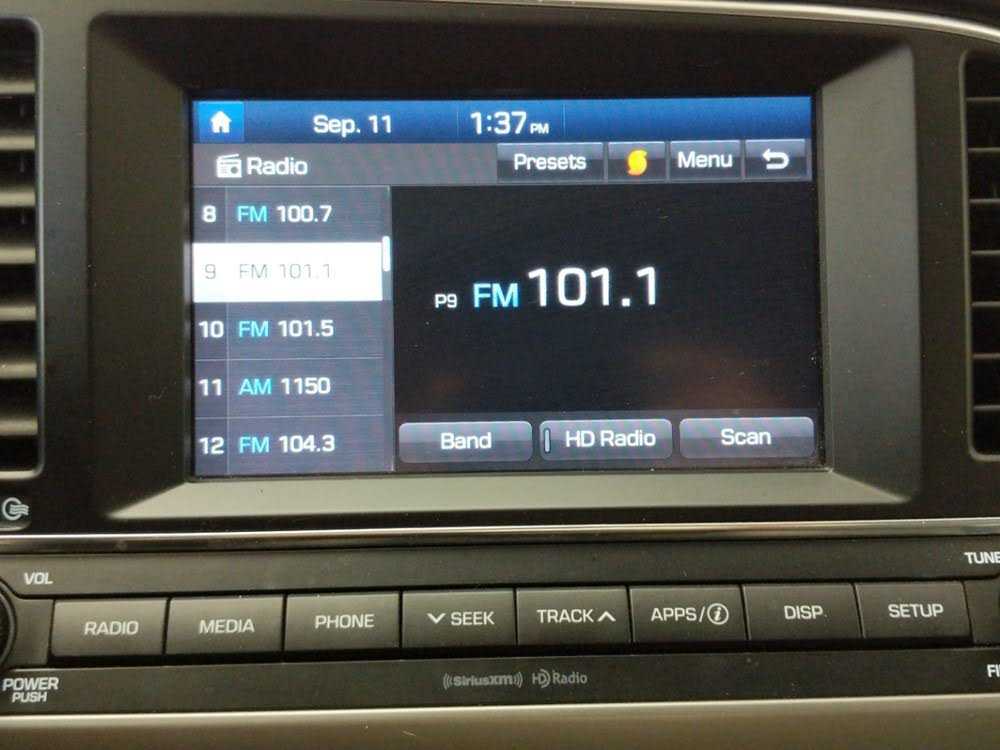 Sep. 11 1:37 PM
Radio Presets Menu
8 FM 100.7
9 FM 101.1
10 FM 101.5
11 AM 1150
12 FM 104.3
P9 FM 101.1
Band HD Radio Scan
VOL TUNE
RADIO MEDIA PHONE SEEK TRACK APPS/i DISP SETUP
POWER
PUSH
((SiriusXM)) HD Radio